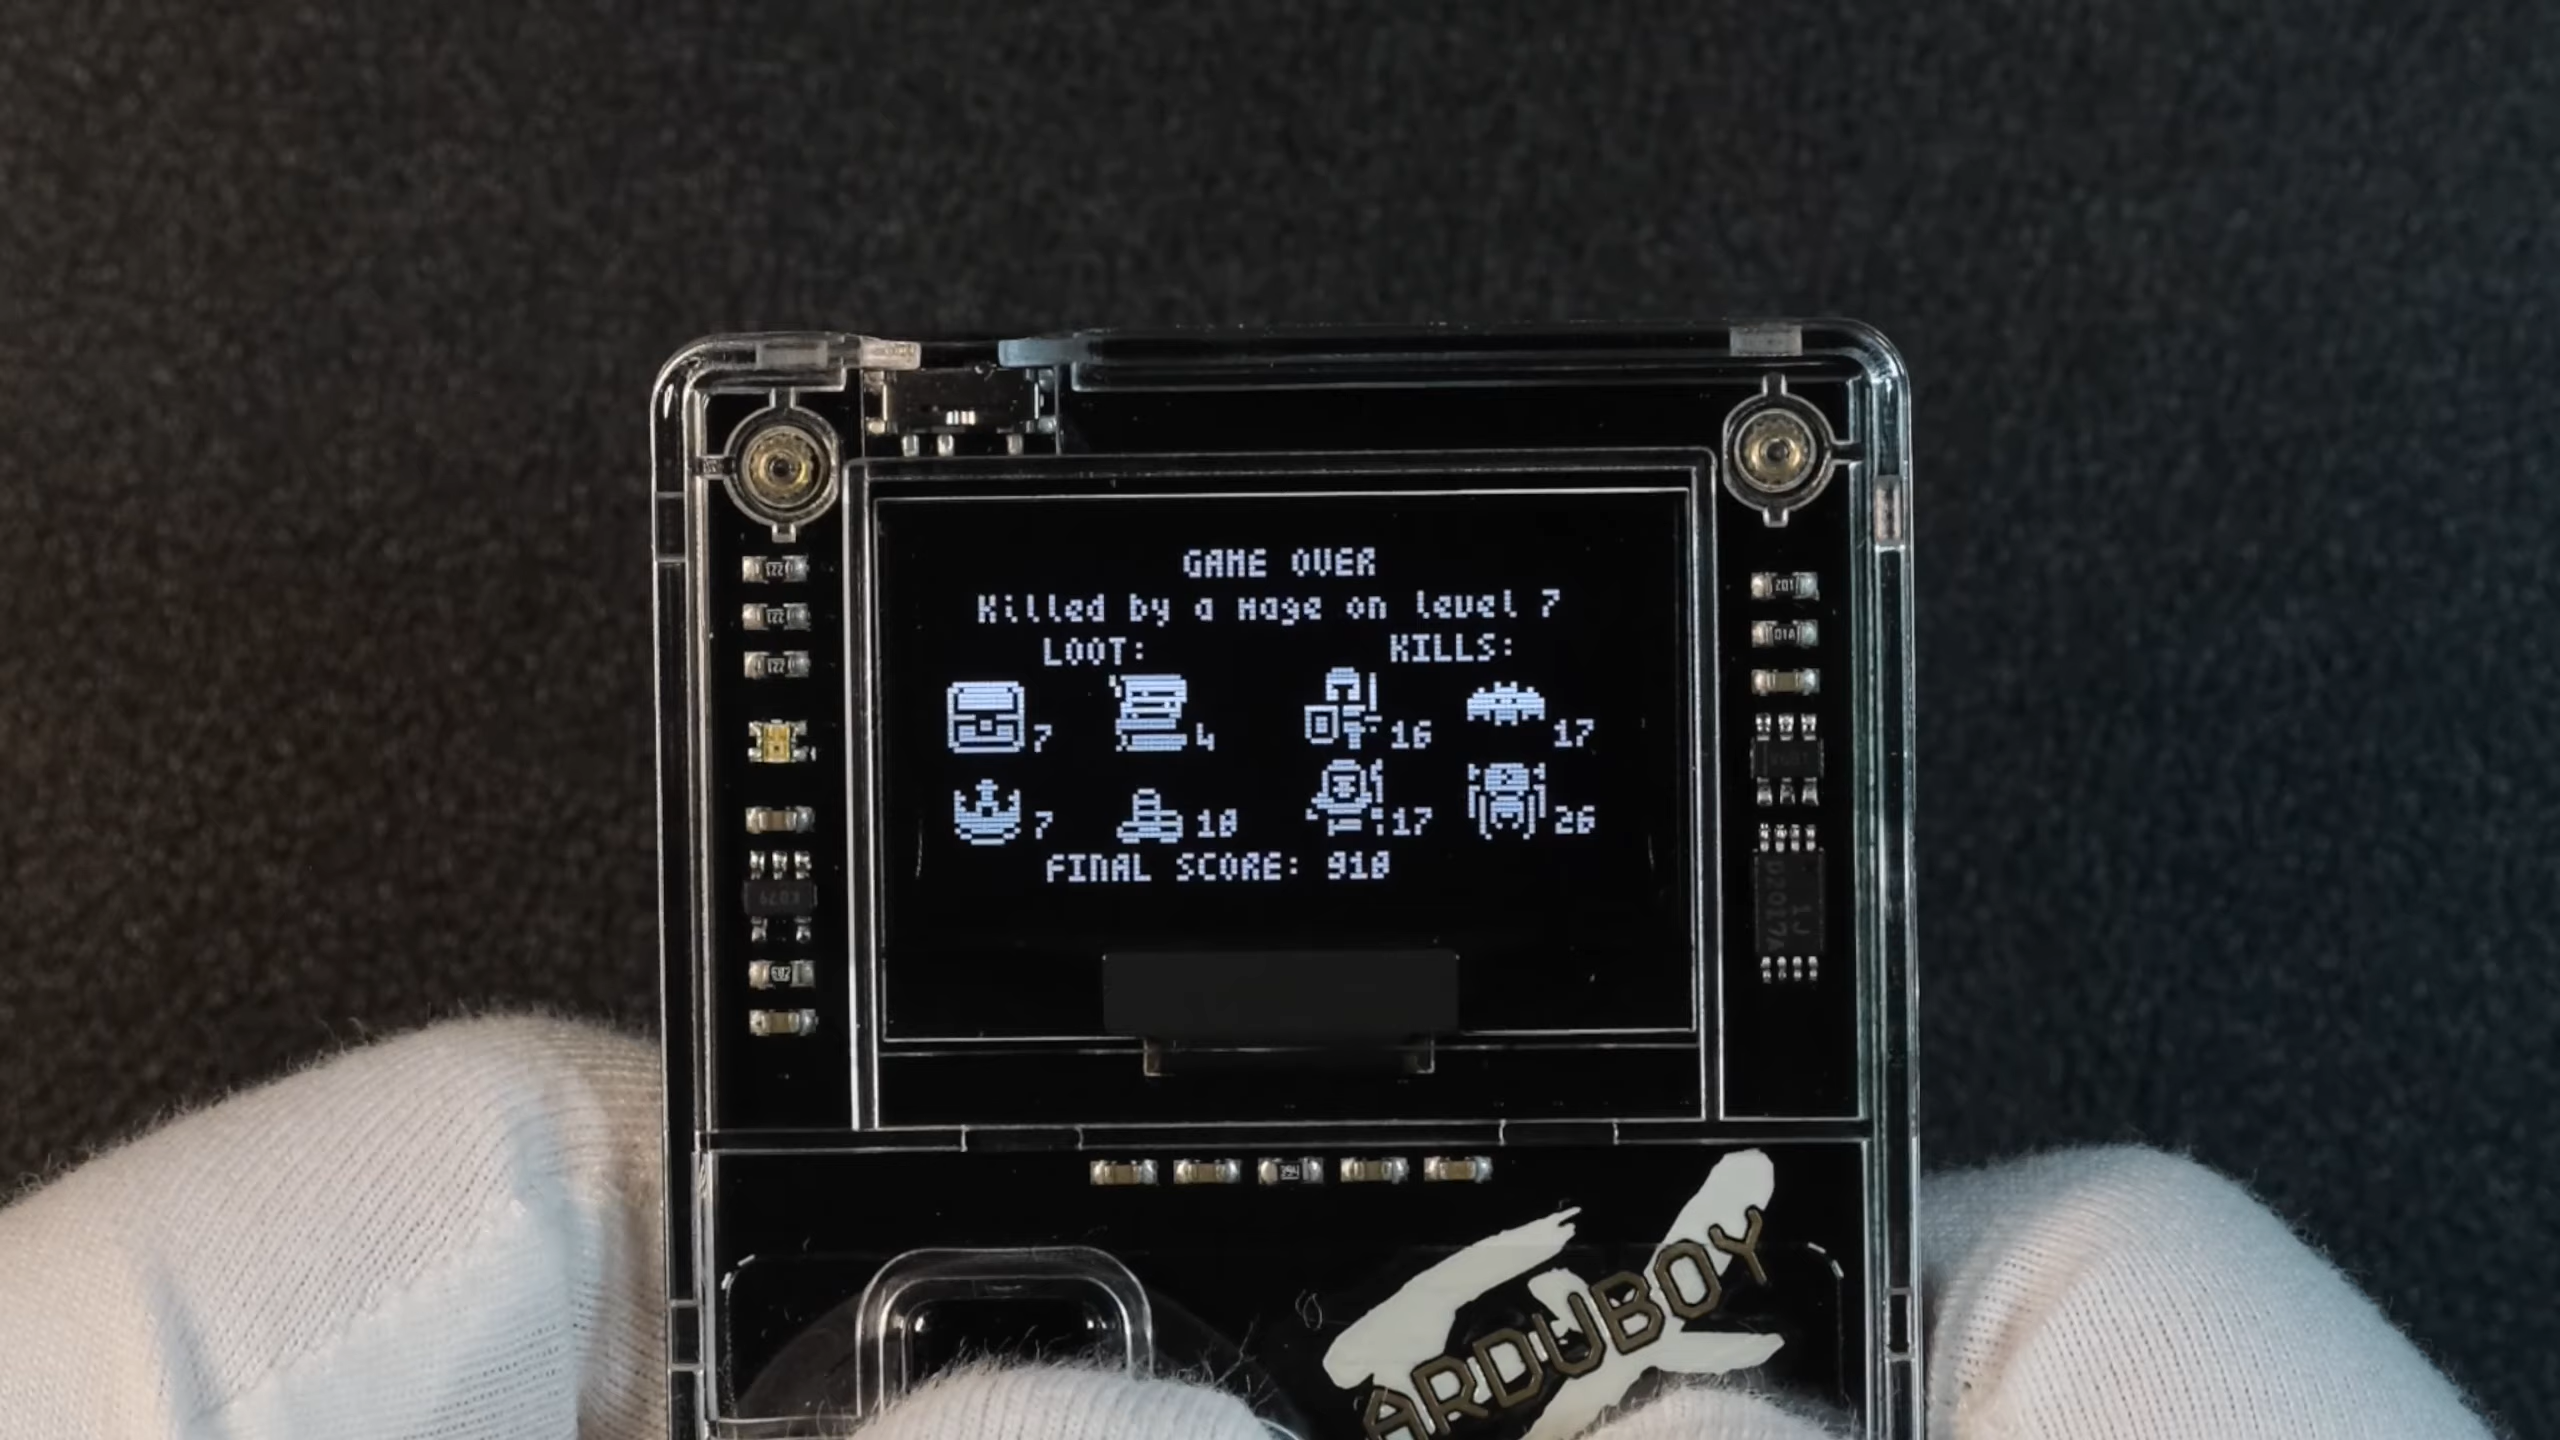 GAME OVER
Killed by a mage on level 7
LOOT: KILLS:
7 4 16 17
7 10 17 26
FINAL SCORE: 910
ARDUBOY